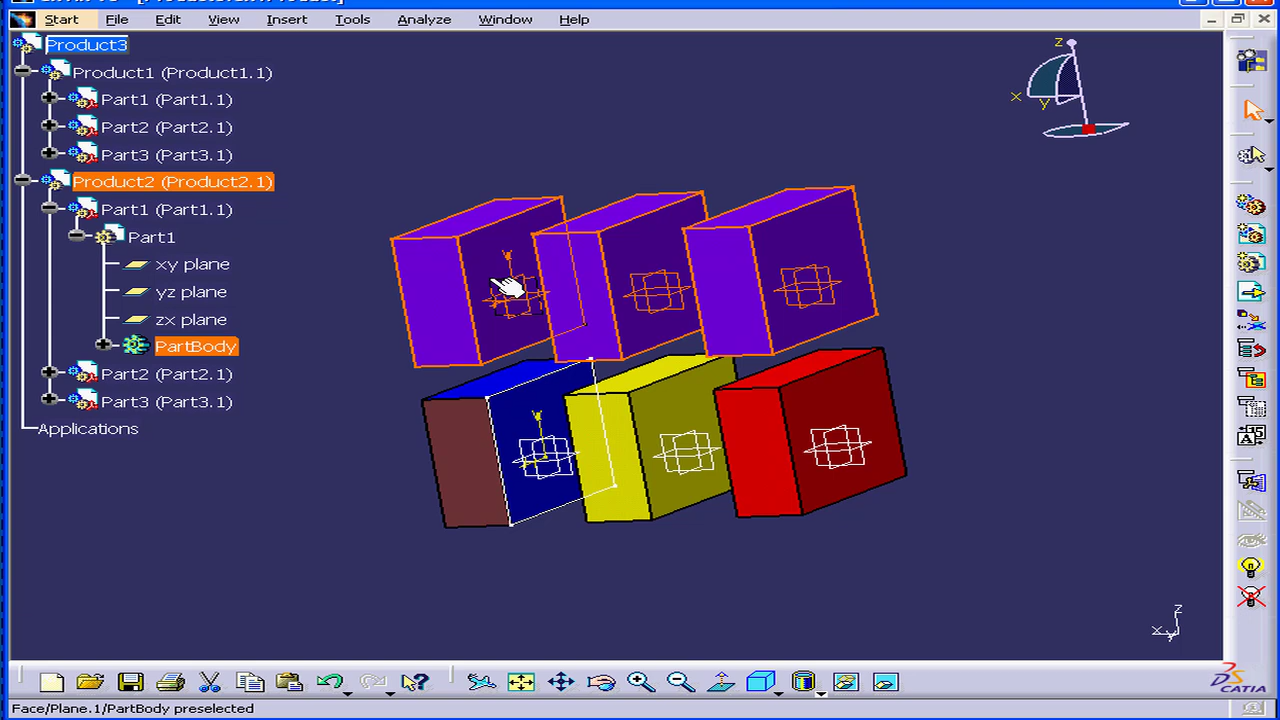 Start File Edit View Insert Tools Analyze Window Help
Product3
Product1 (Product1.1)
Part1 (Part1.1)
Part2 (Part2.1)
Part3 (Part3.1)
Product2 (Product2.1)
Part1 (Part1.1)
Part1
xy plane
yz plane
zx plane
PartBody
Part2 (Part2.1)
Part3 (Part3.1)
Applications
z
x
y
z
x
y
CATIA
Face/Plane.1/PartBody preselected